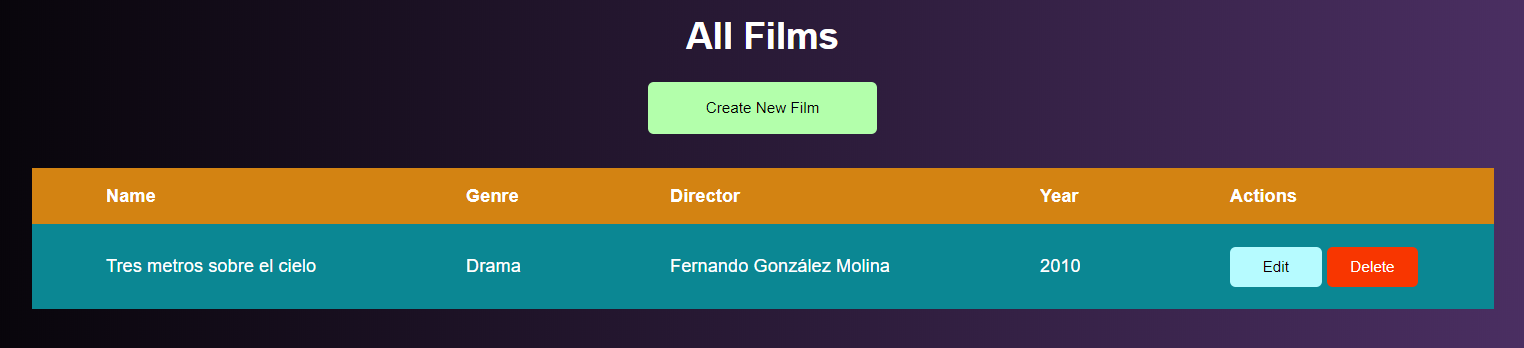 All Films
Create New Film
Name Genre Director Year Actions
Tres metros sobre el cielo Drama Fernando González Molina 2010 Edit Delete